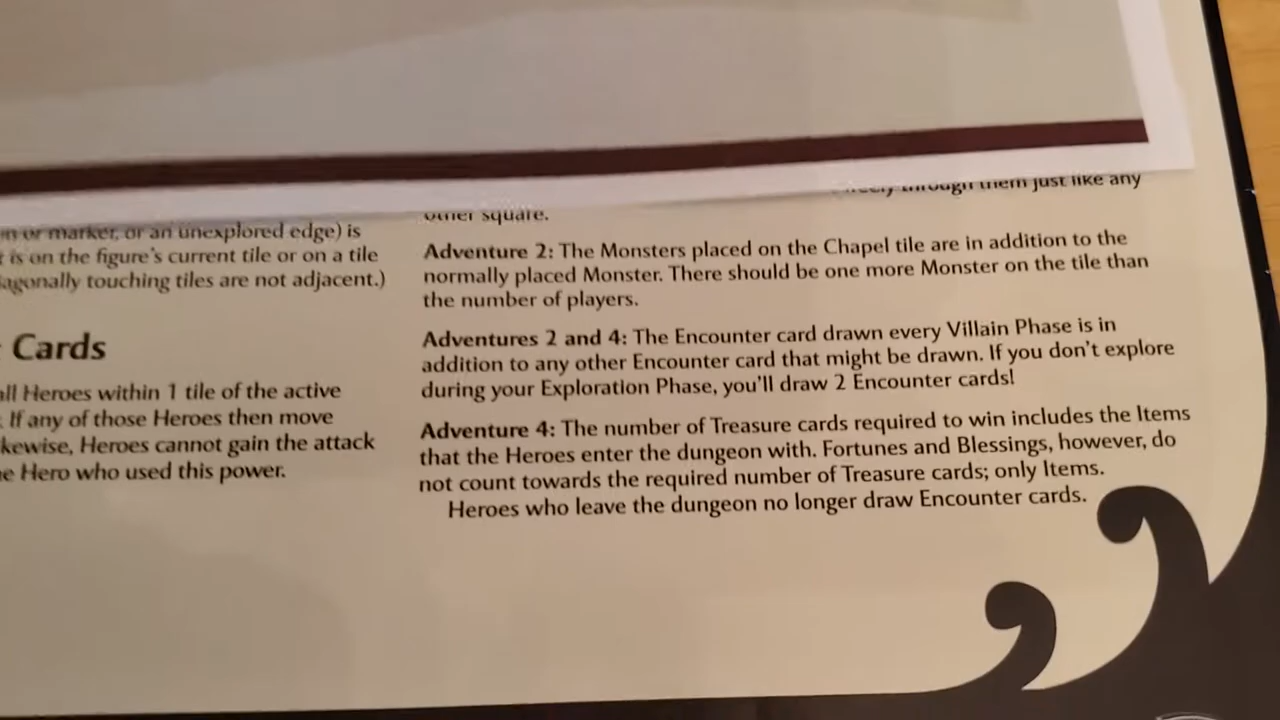 or marker, or an unexplored edge) is
is on the figure's current tile or on a tile
touching tiles are not adjacent.)
Cards
all Heroes within 1 tile of the active
If any of those Heroes then move
Heroes cannot gain the attack
Hero who used this power.
through them just like any
other square.
Adventure 2: The Monsters placed on the Chapel tile are in addition to the
normally placed Monster. There should be one more Monster on the tile than
the number of players.
Adventures 2 and 4: The Encounter card drawn every Villain Phase is in
addition to any other Encounter card that might be drawn. If you don't explore
during your Exploration Phase, you'll draw 2 Encounter cards!
Adventure 4: The number of Treasure cards required to win includes the Items
that the Heroes enter the dungeon with. Fortunes and Blessings, however, do
not count towards the required number of Treasure cards; only Items.
Heroes who leave the dungeon no longer draw Encounter cards.